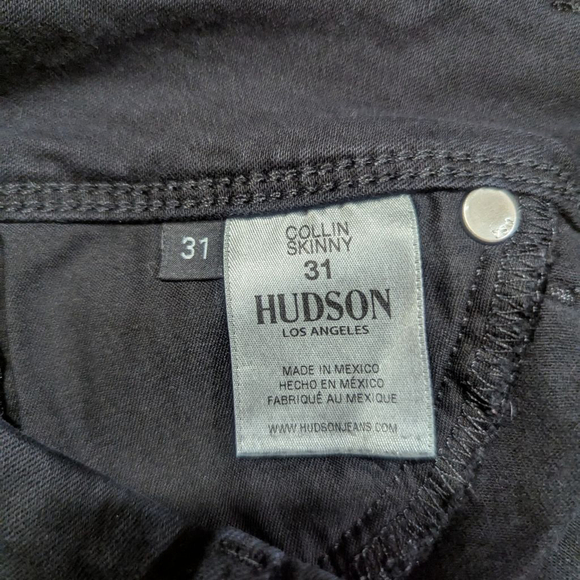 31
COLLIN
SKINNY
31
HUDSON
LOS ANGELES
MADE IN MEXICO
HECHO EN MÉXICO
FABRIQUÉ AU MEXIQUE
WWW.HUDSONJEANS.COM